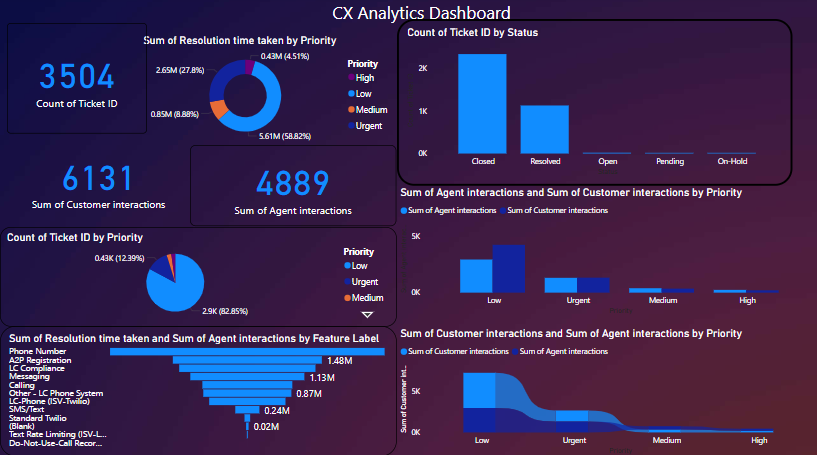 CX Analytics Dashboard
3504
Count of Ticket ID
Sum of Resolution time taken by Priority
0.43M (4.51%)
2.65M (27.8%)
0.85M (8.88%)
5.61M (58.82%)
Priority
High
Low
Medium
Urgent
Count of Ticket ID by Status
2K
1K
0K
Closed
Resolved
Open
Pending
On-Hold
6131
Sum of Customer interactions
4889
Sum of Agent interactions
Sum of Agent interactions and Sum of Customer interactions by Priority
Sum of Agent interactions
Sum of Customer interactions
5K
0K
Low
Urgent
Medium
High
Count of Ticket ID by Priority
0.43K (12.39%)
2.9K (82.85%)
Priority
Low
Urgent
Medium
Sum of Resolution time taken and Sum of Agent interactions by Feature Label
Phone Number
A2P Registration
1.48M
LC Compliance
Messaging
1.13M
Calling
Other - LC Phone System
0.87M
LC-Phone (ISV-Twilio)
SMS/Text
0.24M
Standard Twilio
(Blank)
0.02M
Text Rate Limiting (ISV-L...
Do-Not-Use-Call Recor...
Sum of Customer interactions and Sum of Agent interactions by Priority
Sum of Customer interactions
Sum of Agent interactions
Sum of Customer int...
5K
0K
Low
Urgent
Medium
High